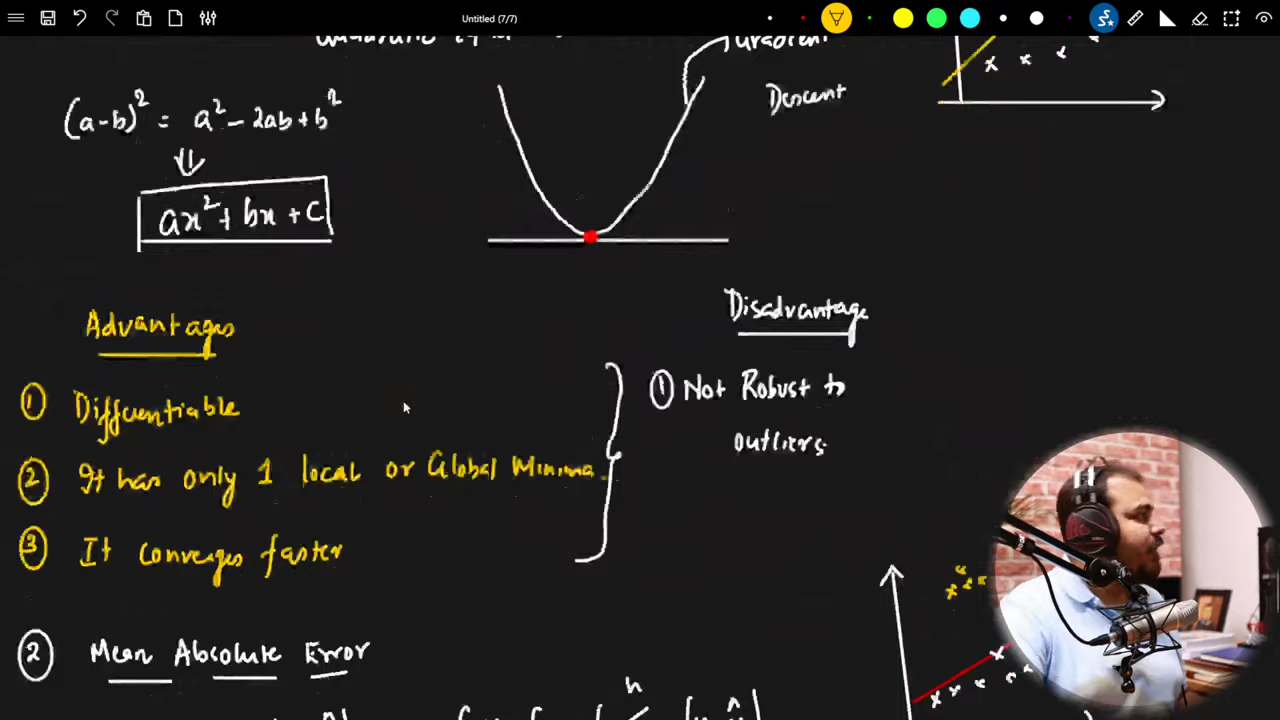 Untitled (7/7)
Descent
(a-b)² = a² - 2ab + b²
⇓
ax² + bx + c
Advantages
Disadvantage
① Differentiable
① Not Robust to
outliers.
② It has only 1 local or Global Minima.
③ It converges faster
② Mean Absolute Error